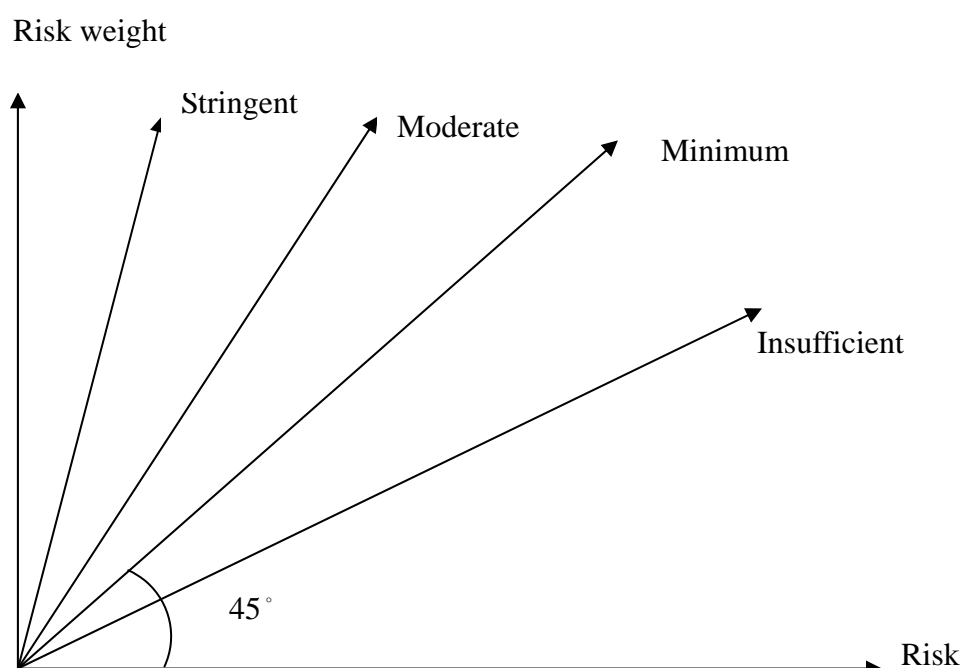 Risk weight
Stringent
Moderate
Minimum
Insufficient
45°
Risk